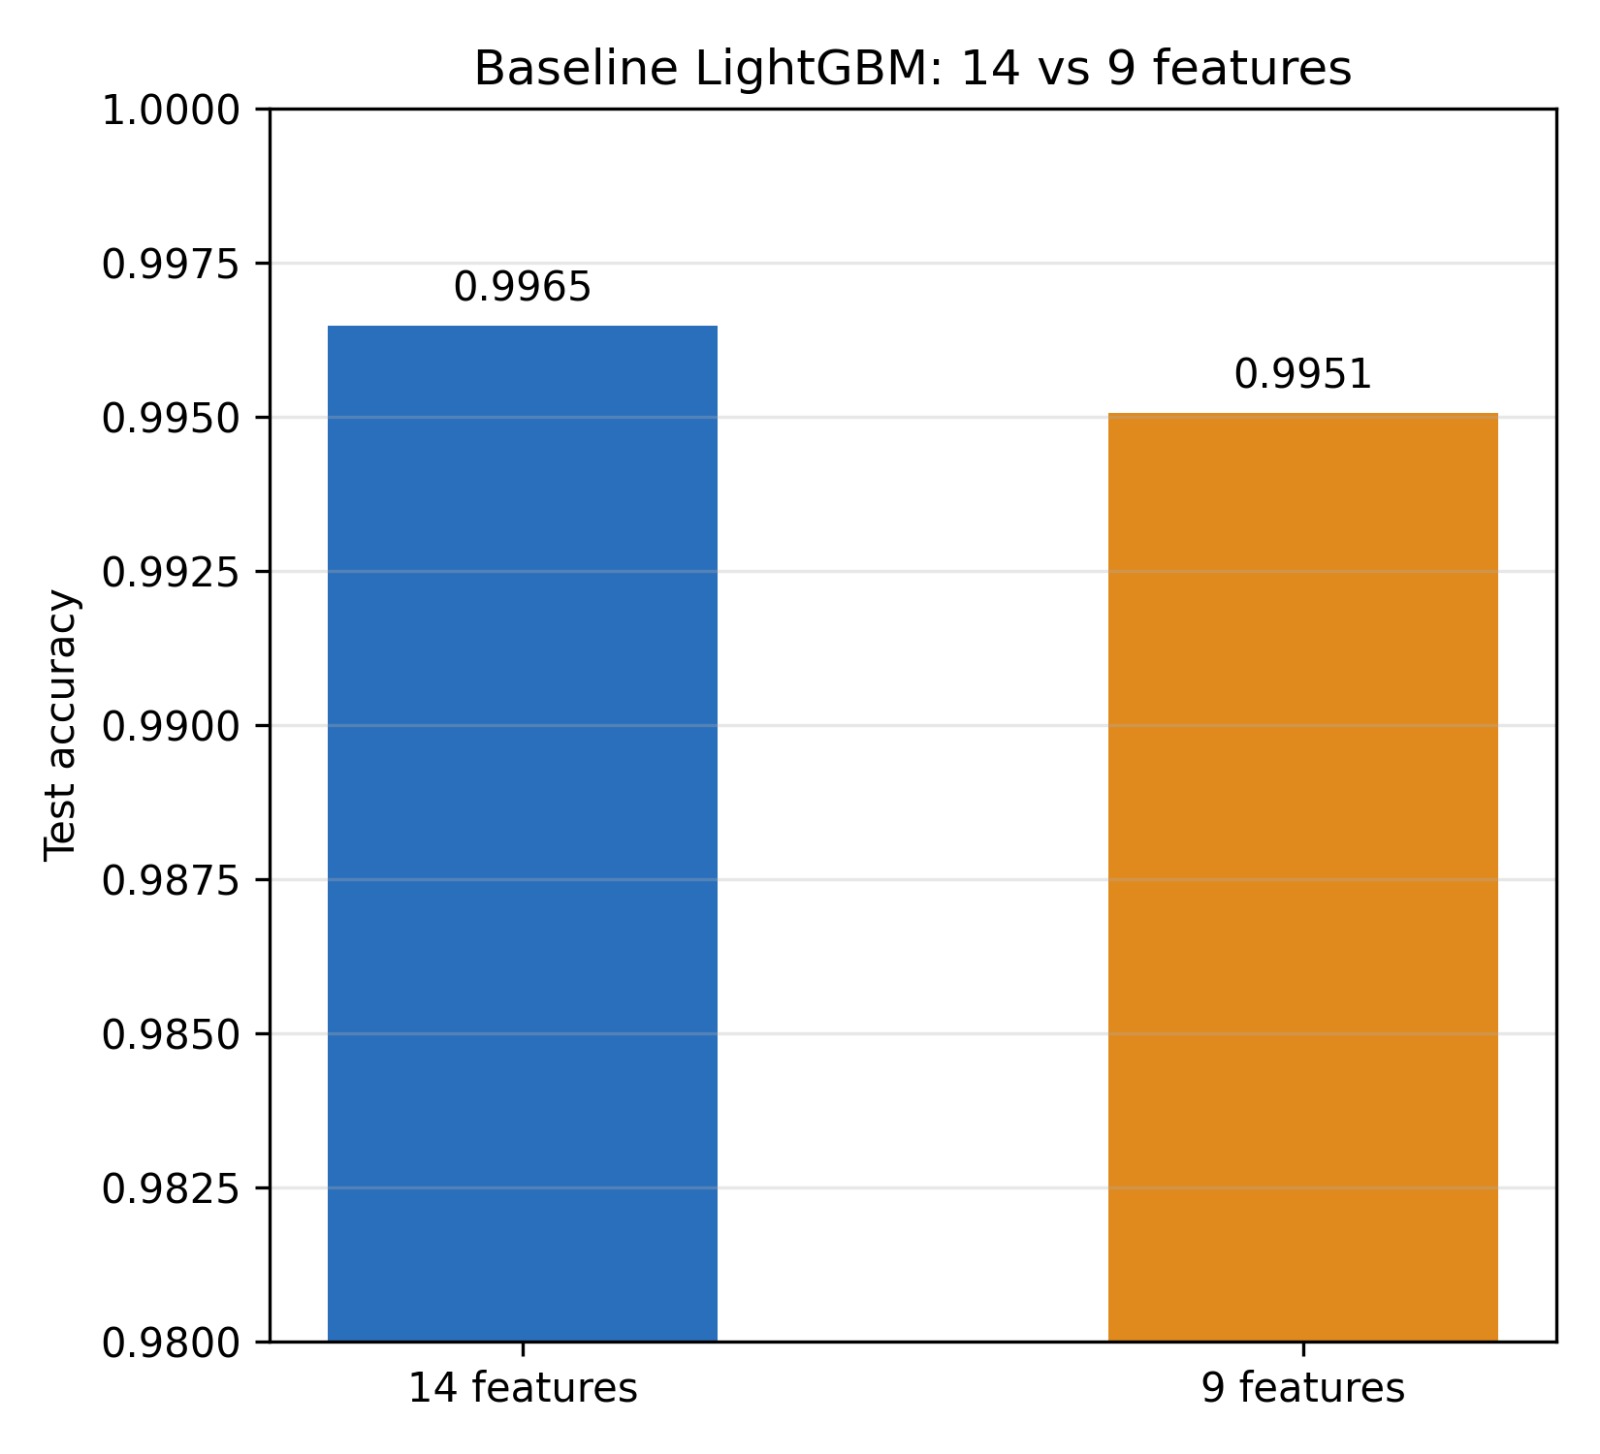 Baseline LightGBM: 14 vs 9 features
1.0000
0.9975
0.9950
0.9925
0.9900
0.9875
0.9850
0.9825
0.9800
Test accuracy
0.9965
0.9951
14 features
9 features